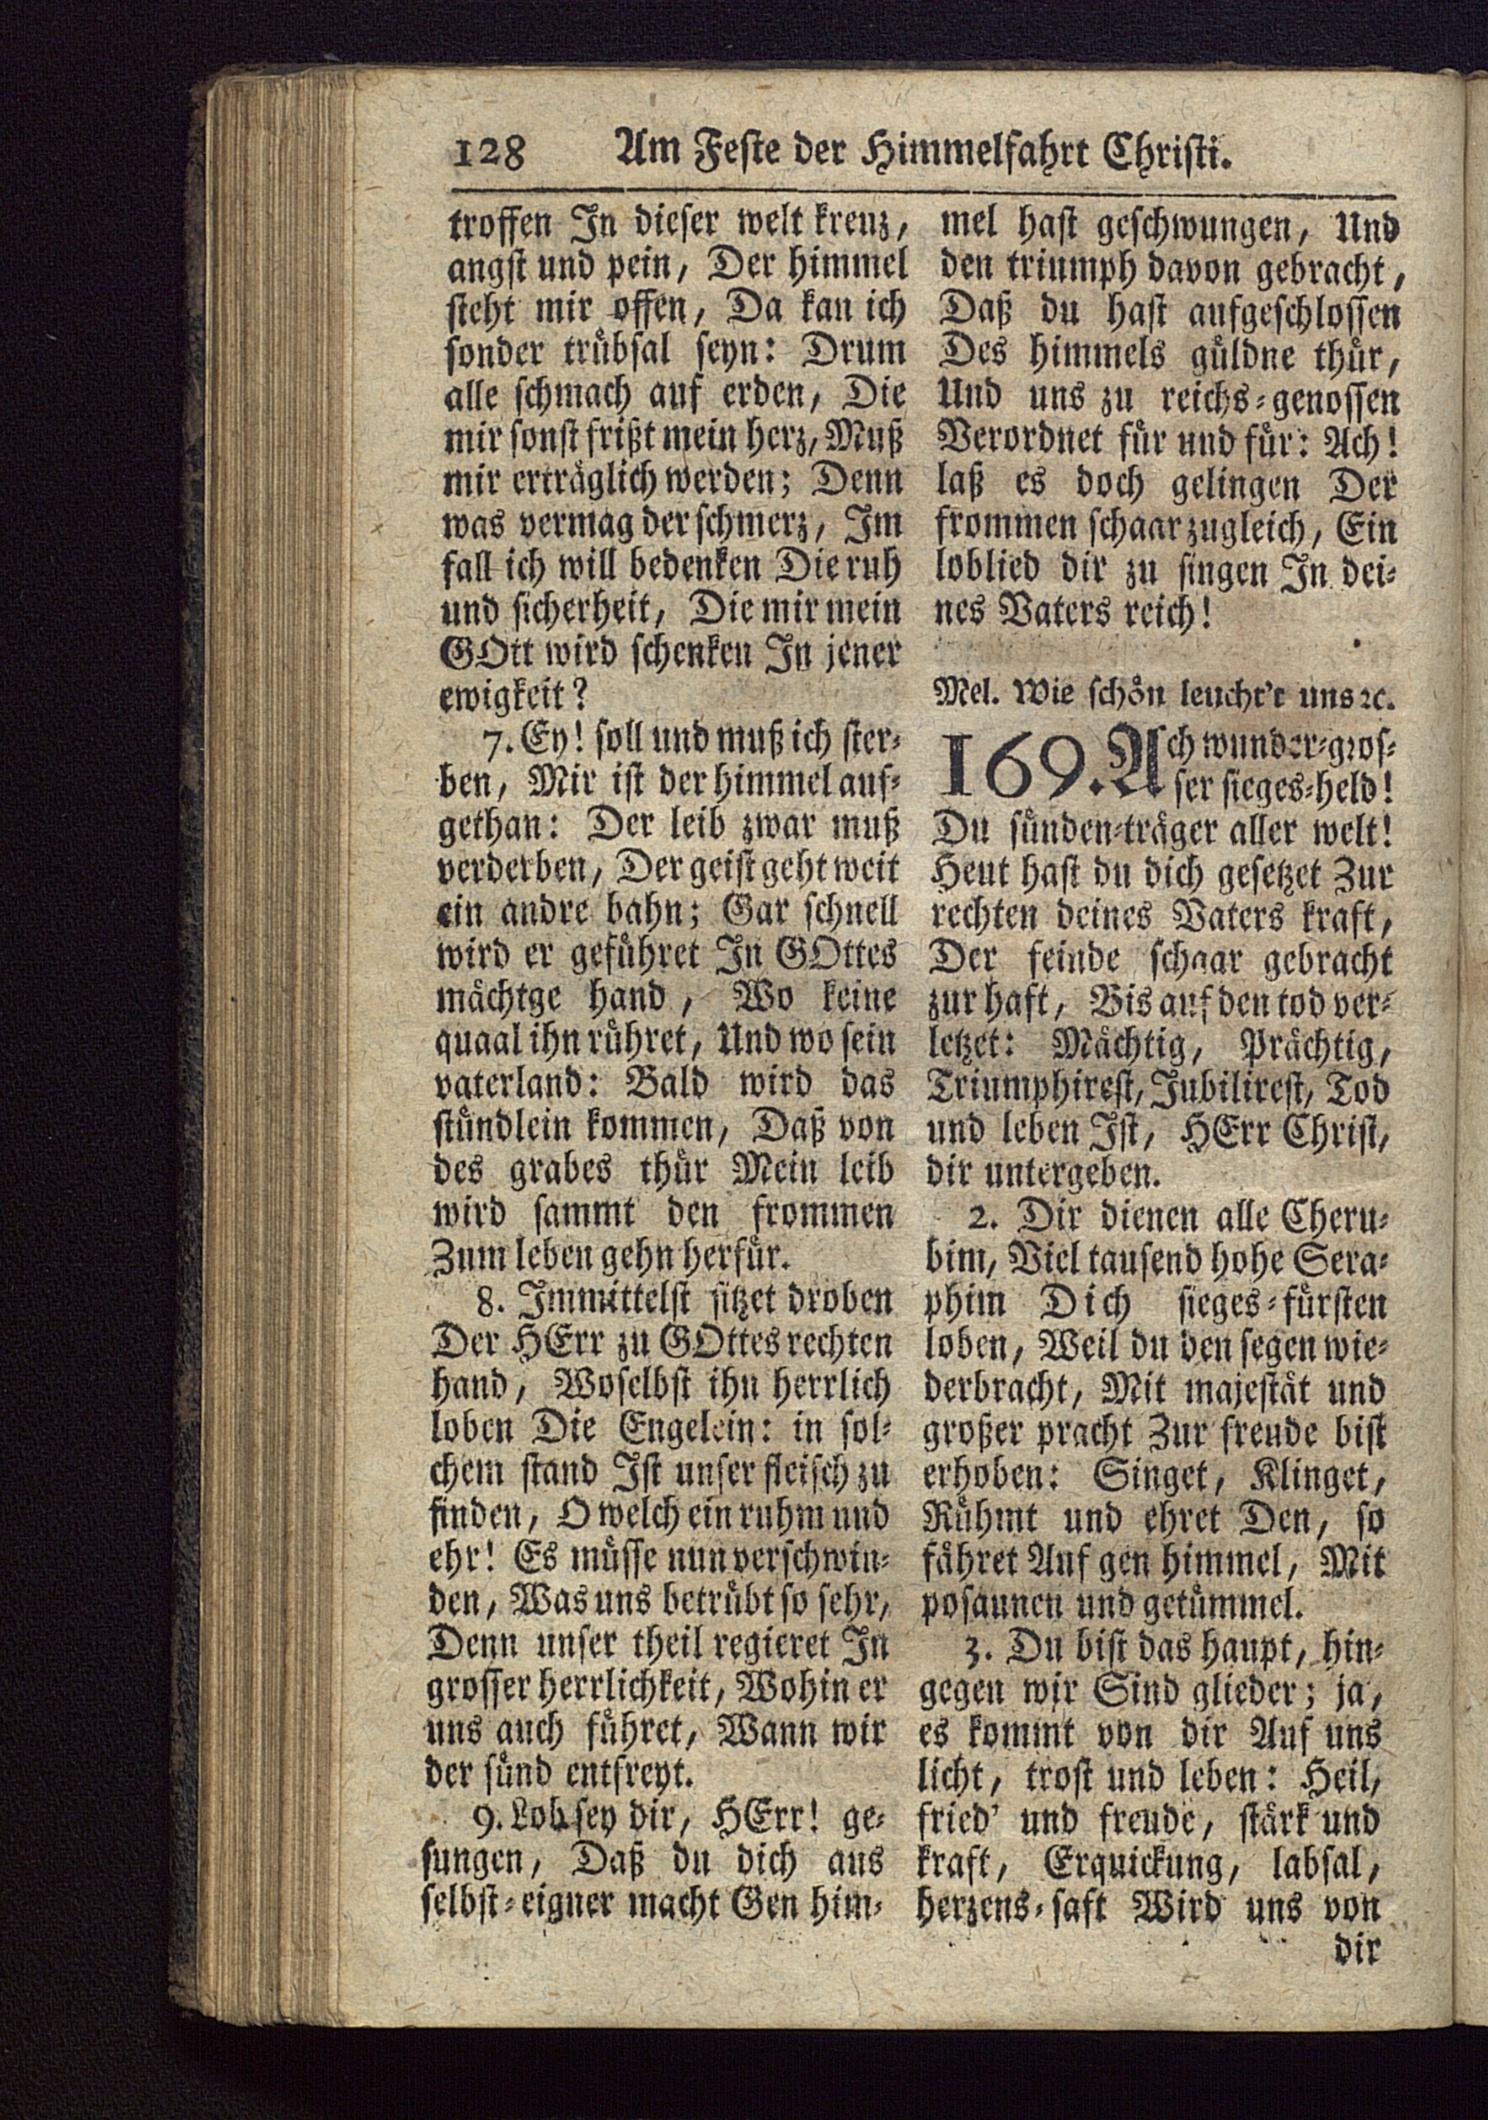 128 Am Feste der Himmelfahrt Christi.
troffen In dieser welt kreuz,
angst und pein, Der himmel
steht mir offen, Da kan ich
sonder trübsal seyn: Drum
alle schmach auf erden, Die
mir sonst frißt mein herz, Muß
mir erträglich werden; Denn
was vermag der schmerz, Im
fall ich will bedenken Die ruh
und sicherheit, Die mir mein
GOtt wird schenken In jener
ewigkeit?
7. Ey! soll und muß ich ster-
ben, Mir ist der himmel auf-
gethan: Der leib zwar muß
verderben, Der geist geht weit
ein andre bahn; Gar schnell
wird er geführet In GOttes
mächtge hand, Wo keine
quaal ihn rühret, Und wo sein
vaterland: Bald wird das
stündlein kommen, Daß von
des grabes thür Mein leib
wird sammt den frommen
Zum leben gehn herfür.
8. Immittelst sitzet droben
Der HErr zu GOttes rechten
hand, Woselbst ihn herrlich
loben Die Engelein: in sol-
chem stand Ist unser fleisch zu
finden, O welch ein ruhm und
ehr! Es müsse nun verschwin-
den, Was uns betrübt so sehr,
Denn unser theil regieret In
grosser herrlichkeit, Wohin er
uns auch führet, Wann wir
der sünd entfreyt.
9. Lob sey dir, HErr! ge-
sungen, Daß du dich aus
selbst-eigner macht Gen him-
mel hast geschwungen, Und
den triumph davon gebracht,
Daß du hast aufgeschlossen
Des himmels güldne thür,
Und uns zu reichs-genossen
Verordnet für und für: Ach!
laß es doch gelingen Der
frommen schaar zugleich, Ein
loblied dir zu singen In dei-
nes Vaters reich!
Mel. Wie schön leucht't uns ꝛc.
169. Ach wunder-gros-
ser sieges-held!
Du sünden-träger aller welt!
Heut hast du dich gesetzet Zur
rechten deines Vaters kraft,
Der feinde schaar gebracht
zur haft, Bis auf den tod ver-
letzet: Mächtig, Prächtig,
Triumphirest, Jubilirest, Tod
und leben Ist, HErr Christ,
dir untergeben.
2. Dir dienen alle Cheru-
bim, Viel tausend hohe Sera-
phim Dich sieges-fürsten
loben, Weil du den segen wie-
derbracht, Mit majestät und
großer pracht Zur freude bist
erhoben: Singet, Klinget,
Rühmt und ehret Den, so
fähret Auf gen himmel, Mit
posaunen und getümmel.
3. Du bist das haupt, hin-
gegen wir Sind glieder; ja,
es kommt von dir Auf uns
licht, trost und leben: Heil,
fried' und freude, stärk und
kraft, Erquickung, labsal,
herzens-saft Wird uns von
dir